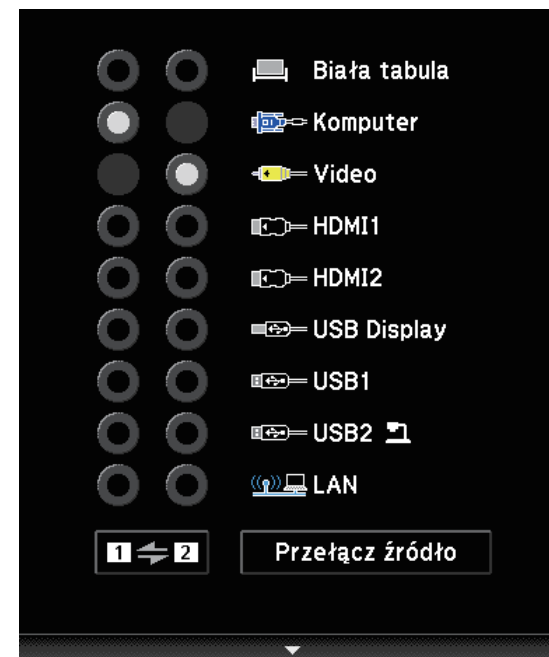 Biała tabula
Komputer
Video
HDMI1
HDMI2
USB Display
USB1
USB2
LAN
1 2 Przełącz źródło